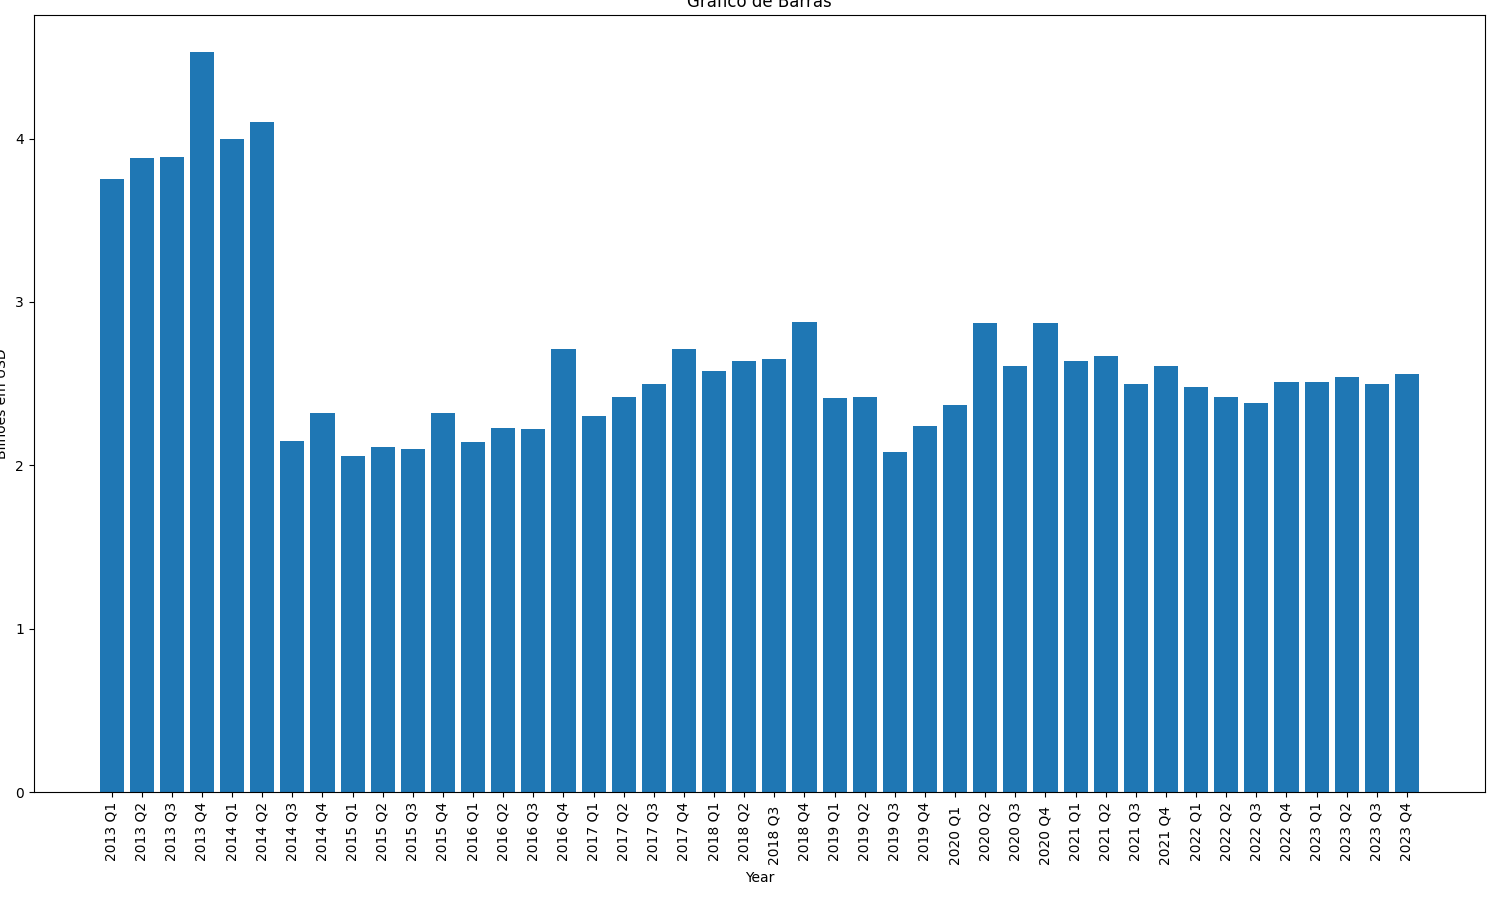 Gráfico de Barras
Bilhões em USD
4
3
2
1
0
2013 Q1
2013 Q2
2013 Q3
2013 Q4
2014 Q1
2014 Q2
2014 Q3
2014 Q4
2015 Q1
2015 Q2
2015 Q3
2015 Q4
2016 Q1
2016 Q2
2016 Q3
2016 Q4
2017 Q1
2017 Q2
2017 Q3
2017 Q4
2018 Q1
2018 Q2
2018 Q3
2018 Q4
2019 Q1
2019 Q2
2019 Q3
2019 Q4
2020 Q1
2020 Q2
2020 Q3
2020 Q4
2021 Q1
2021 Q2
2021 Q3
2021 Q4
2022 Q1
2022 Q2
2022 Q3
2022 Q4
2023 Q1
2023 Q2
2023 Q3
2023 Q4
Year